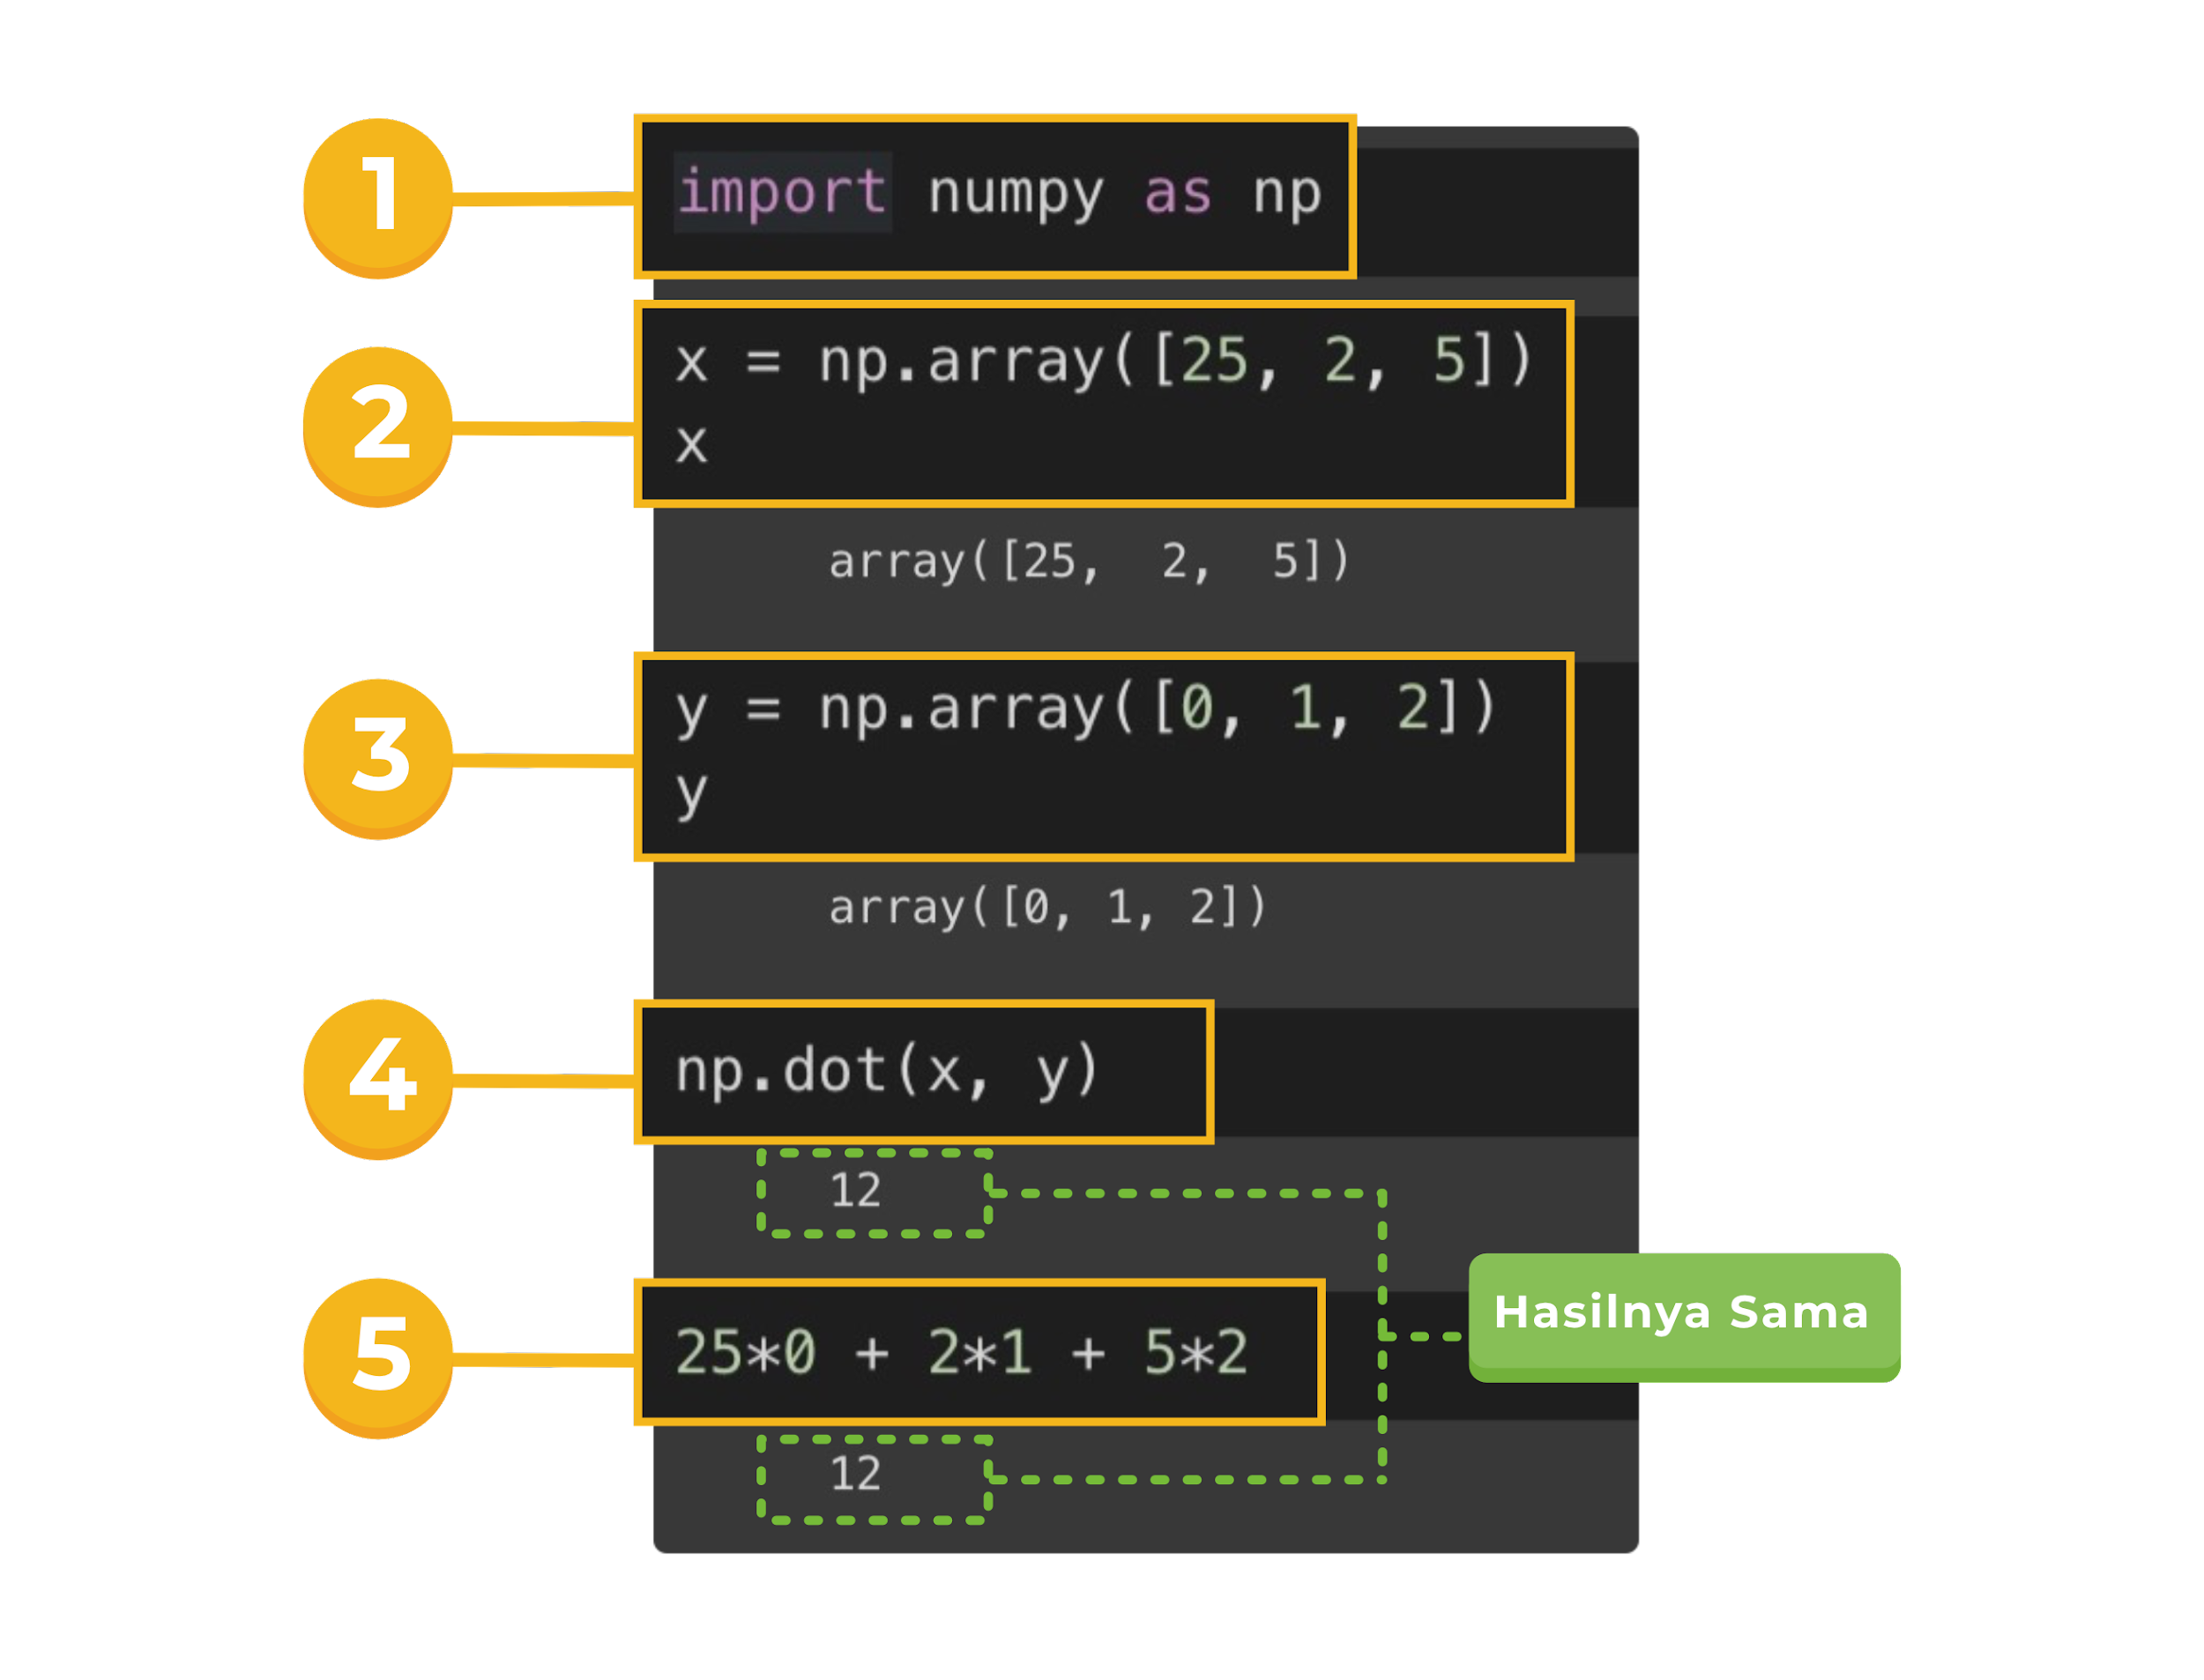 1
import numpy as np
2
x = np.array([25, 2, 5])
x
array([25,  2,  5])
3
y = np.array([0, 1, 2])
y
array([0, 1, 2])
4
np.dot(x, y)
12
5
25*0 + 2*1 + 5*2
Hasilnya Sama
12